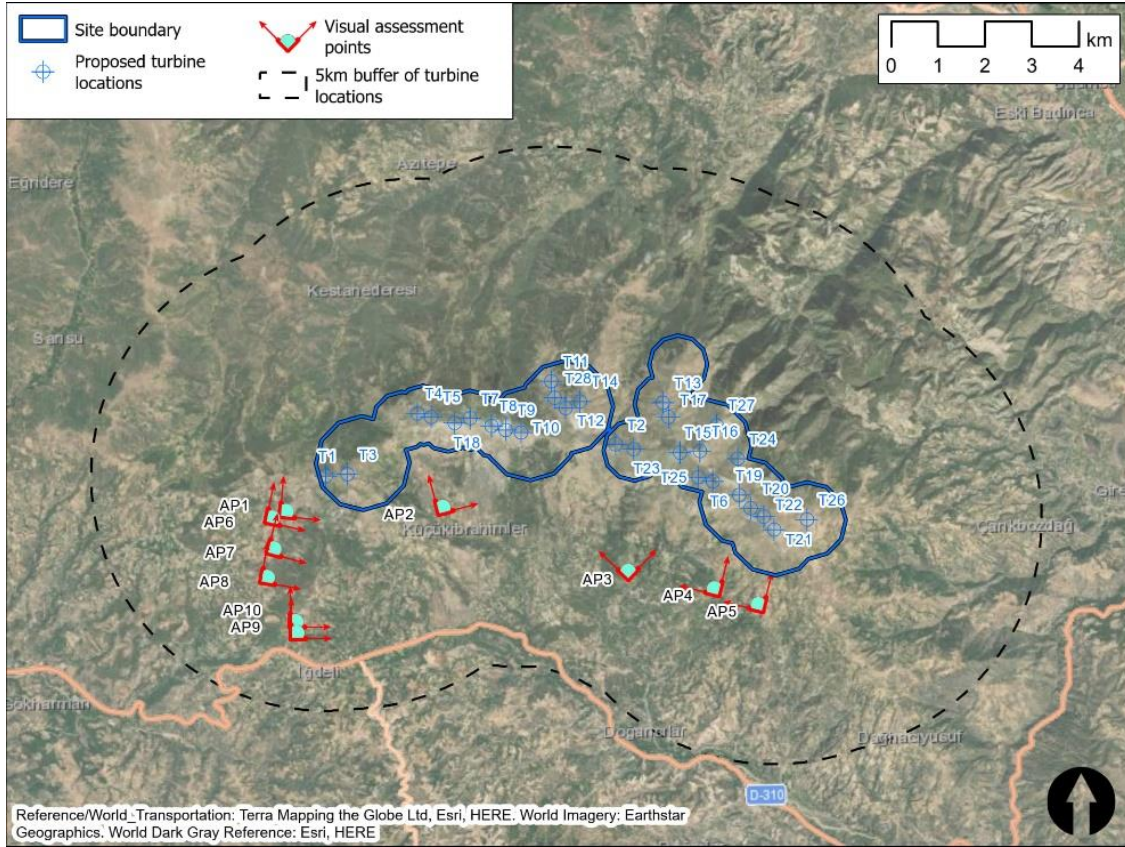 Site boundary
Visual assessment
points
Proposed turbine
locations
5km buffer of turbine
locations
km
0 1 2 3 4
Eski Badınca
Azitepe
Eğridere
Kestanederesi
Sarısu
T11
T28
T14
T13
T17
T4
T5
T7
T8
T9
T10
T12
T27
T16
T2
T15
T24
T18
T1
T3
T23
T25
T19
T6
T20
T22
T26
T21
AP1
AP6
AP2
Küçükibrahimler
Çankbozdağ
AP7
AP8
AP3
AP4
AP5
AP10
AP9
İğdeli
Gökharman
Doğancılar
Dağhacıyusuf
D-310
Reference/World_Transportation: Terra Mapping the Globe Ltd, Esri, HERE. World Imagery: Earthstar
Geographics. World Dark Gray Reference: Esri, HERE